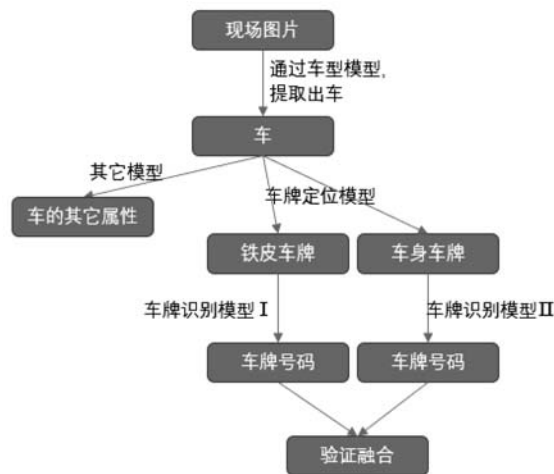 现场图片
通过车型模型,
提取出车
车
其它模型
车牌定位模型
车的其它属性
铁皮车牌
车身车牌
车牌识别模型Ⅰ
车牌识别模型Ⅱ
车牌号码
车牌号码
验证融合